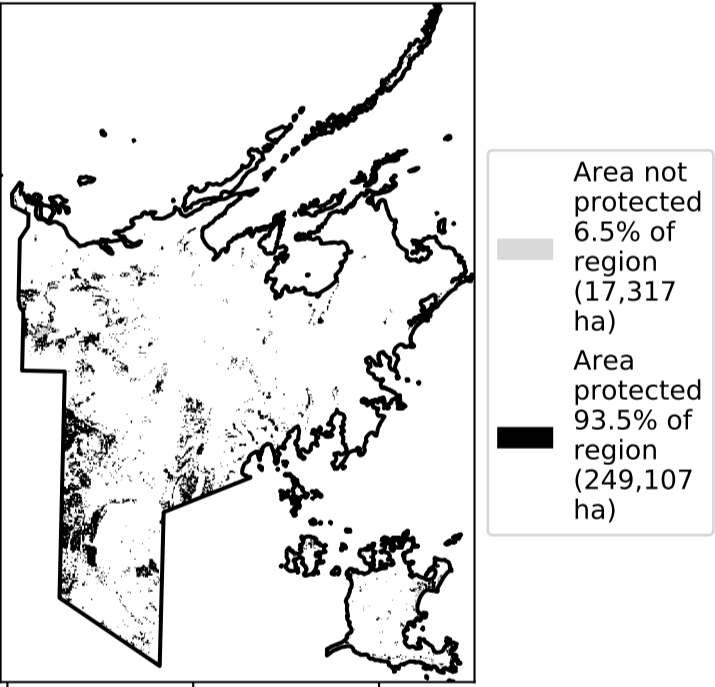 Area not
protected
6.5% of
region
(17,317
ha)
Area
protected
93.5% of
region
(249,107
ha)